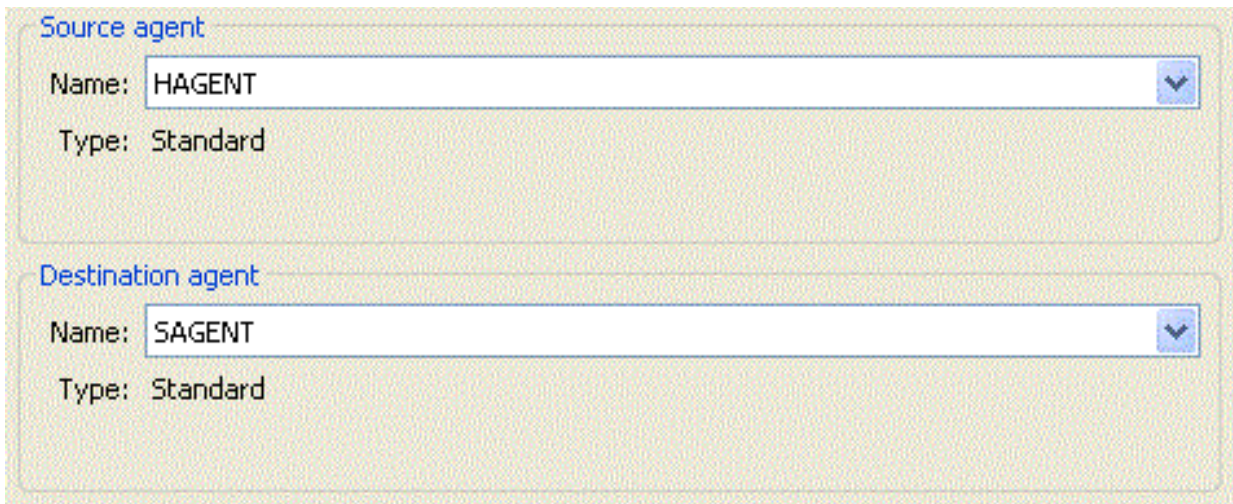 Source agent
Name: HAGENT
Type: Standard
Destination agent
Name: SAGENT
Type: Standard